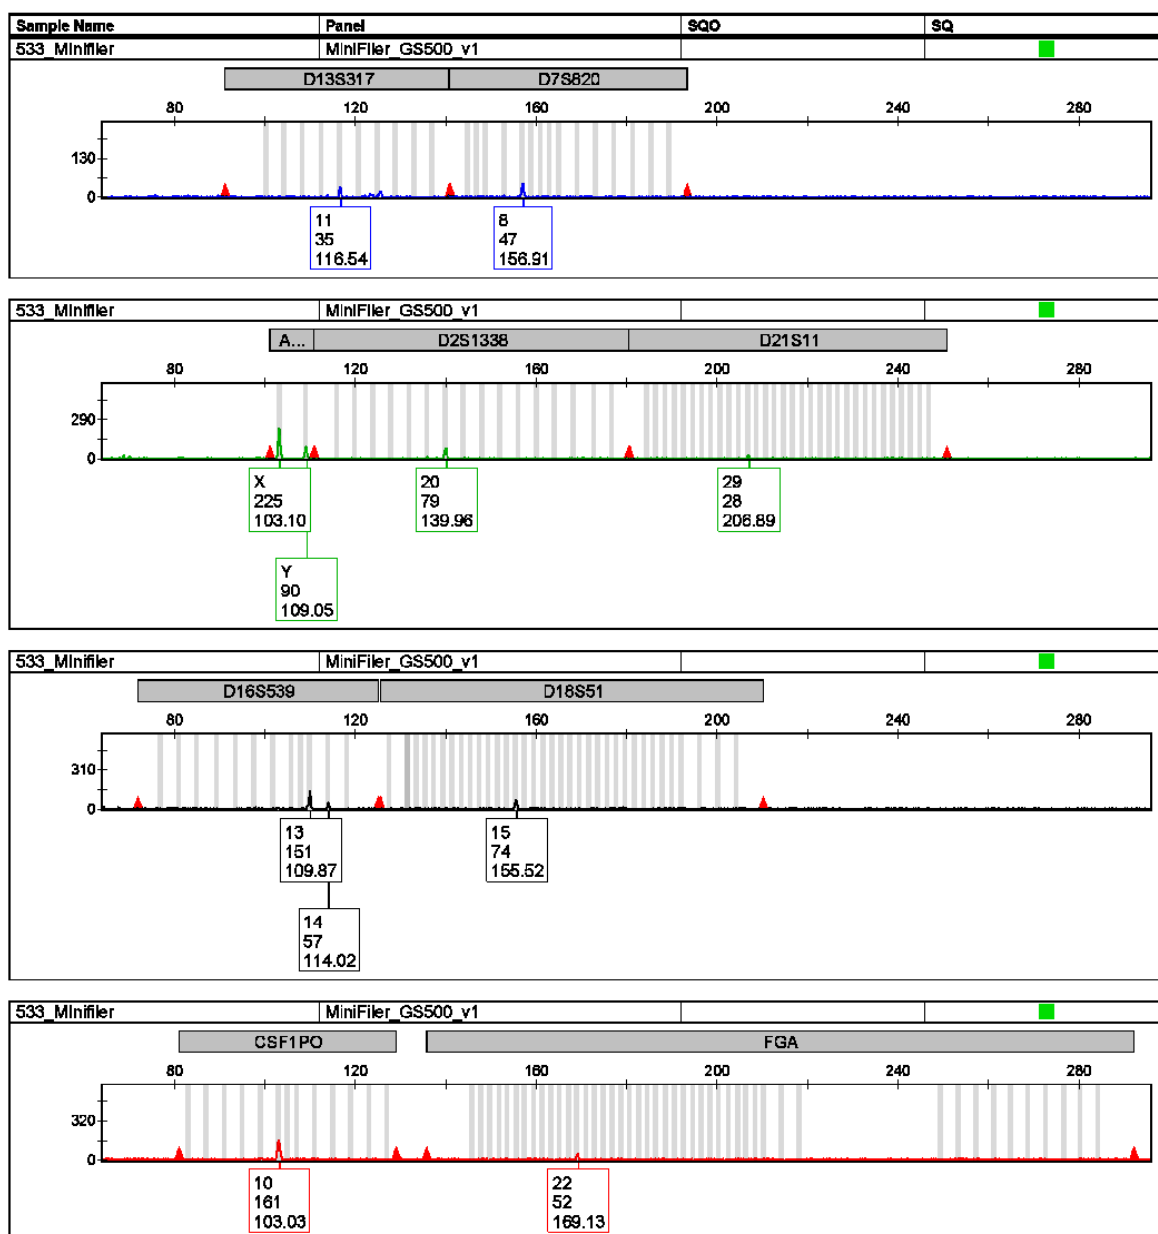 Sample Name Panel SQO SQ
533_Minifiler MiniFiler_GS500_v1
D13S317 D7S820
80 120 160 200 240 280
130
0
11 8
35 47
116.54 156.91
533_Minifiler MiniFiler_GS500_v1
A... D2S1338 D21S11
80 120 160 200 240 280
290
0
X 20 29
225 79 28
103.10 139.96 206.89
Y
90
109.05
533_Minifiler MiniFiler_GS500_v1
D16S539 D18S51
80 120 160 200 240 280
310
0
13 15
151 74
109.87 155.52
14
57
114.02
533_Minifiler MiniFiler_GS500_v1
CSF1PO FGA
80 120 160 200 240 280
320
0
10 22
161 52
103.03 169.13